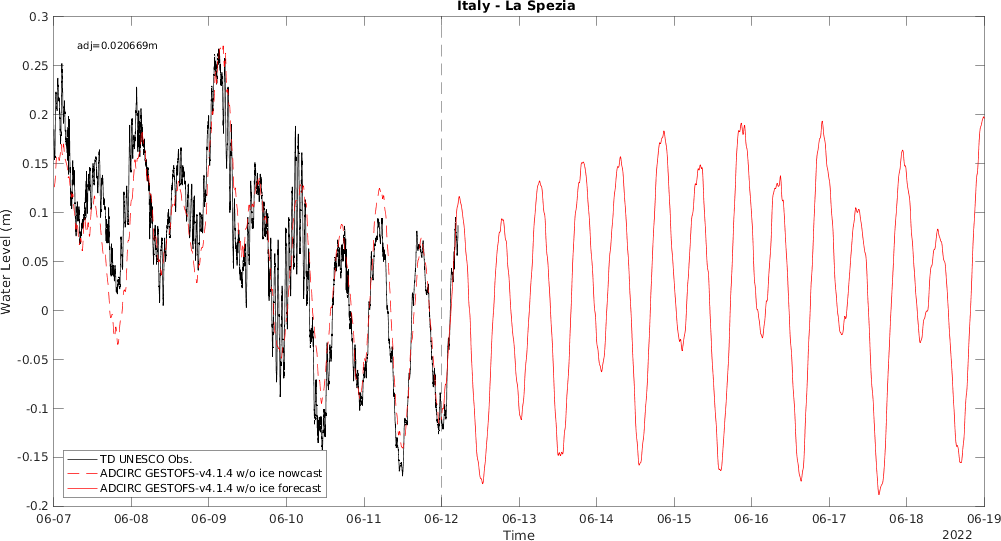 Italy - La Spezia
adj=0.020669m
0.3
0.25
0.2
0.15
0.1
0.05
0
-0.05
-0.1
-0.15
-0.2
Water Level (m)
TD UNESCO Obs.
ADCIRC GESTOFS-v4.1.4 w/o ice nowcast
ADCIRC GESTOFS-v4.1.4 w/o ice forecast
06-07 06-08 06-09 06-10 06-11 06-12 06-13 06-14 06-15 06-16 06-17 06-18 06-19
Time
2022